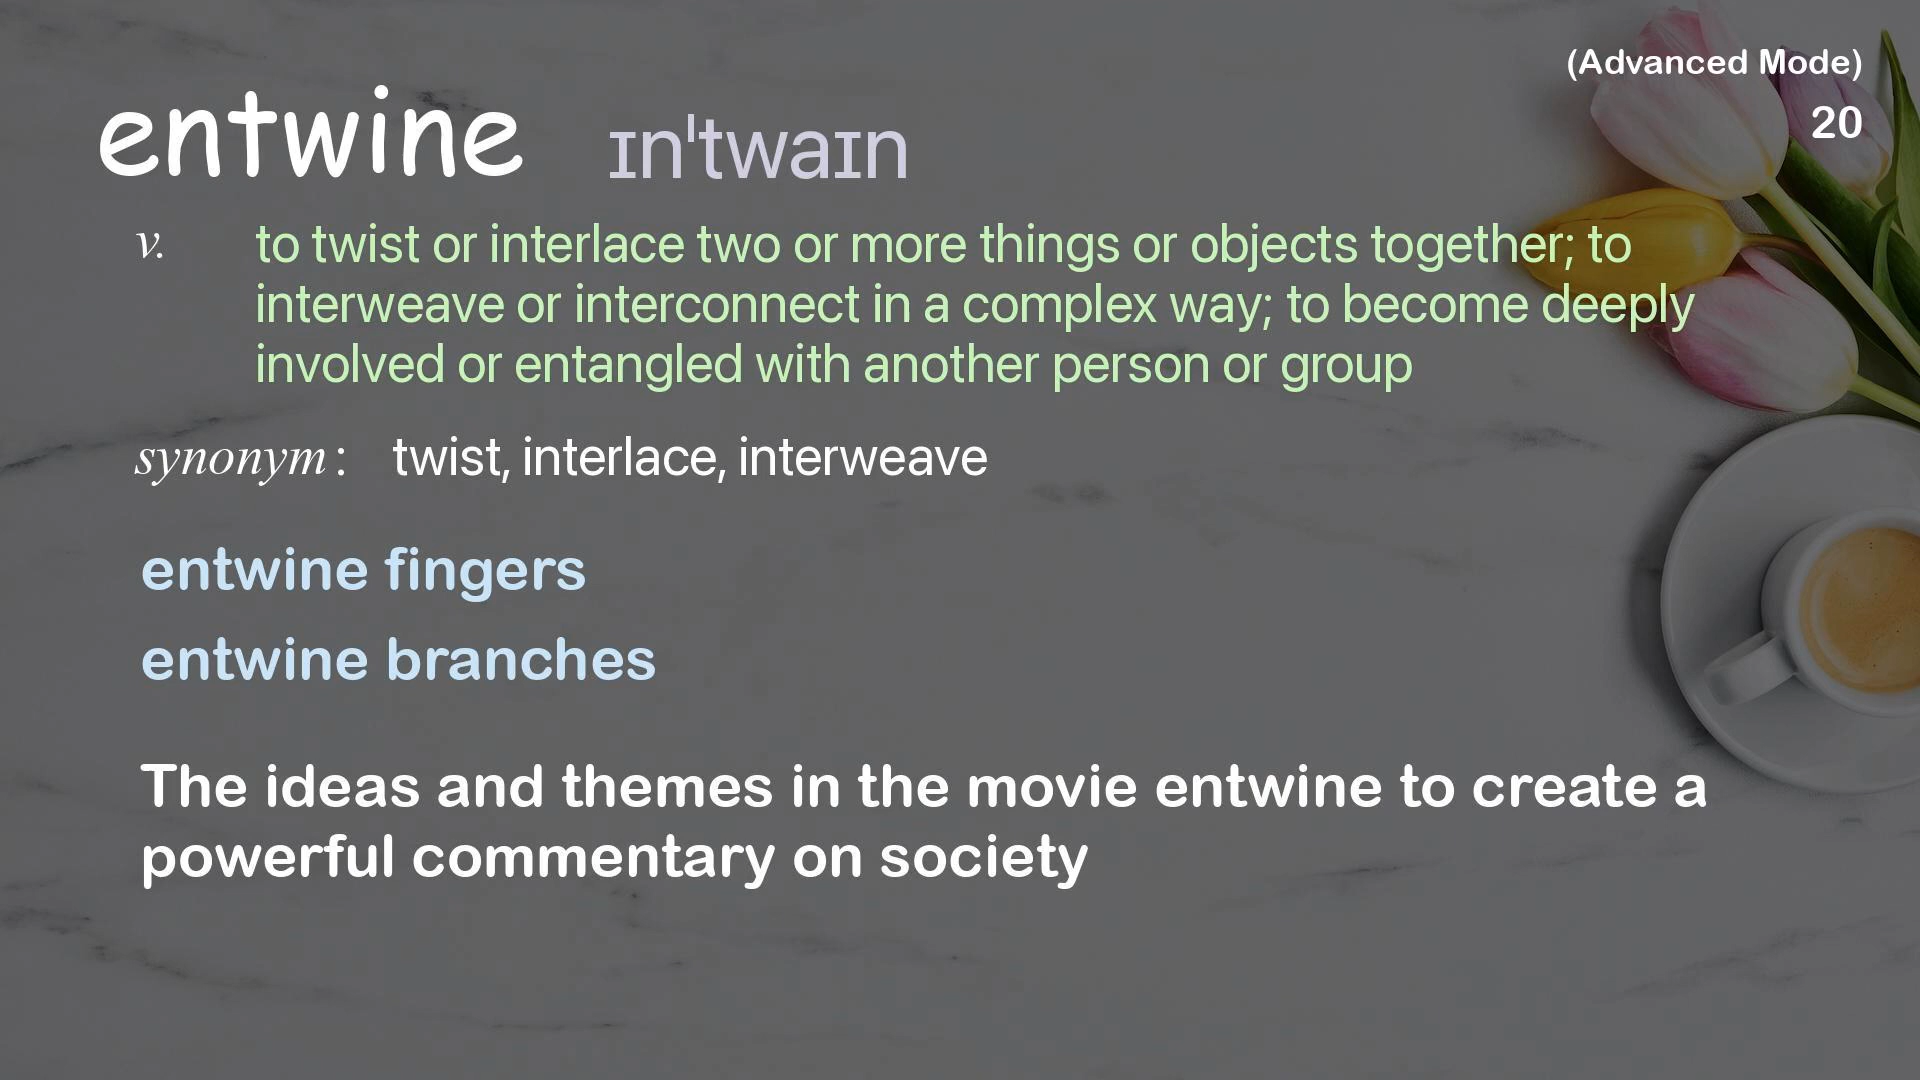 (Advanced Mode)
20
entwine ɪnˈtwaɪn
v. to twist or interlace two or more things or objects together; to
interweave or interconnect in a complex way; to become deeply
involved or entangled with another person or group
synonym : twist, interlace, interweave
entwine fingers
entwine branches
The ideas and themes in the movie entwine to create a
powerful commentary on society